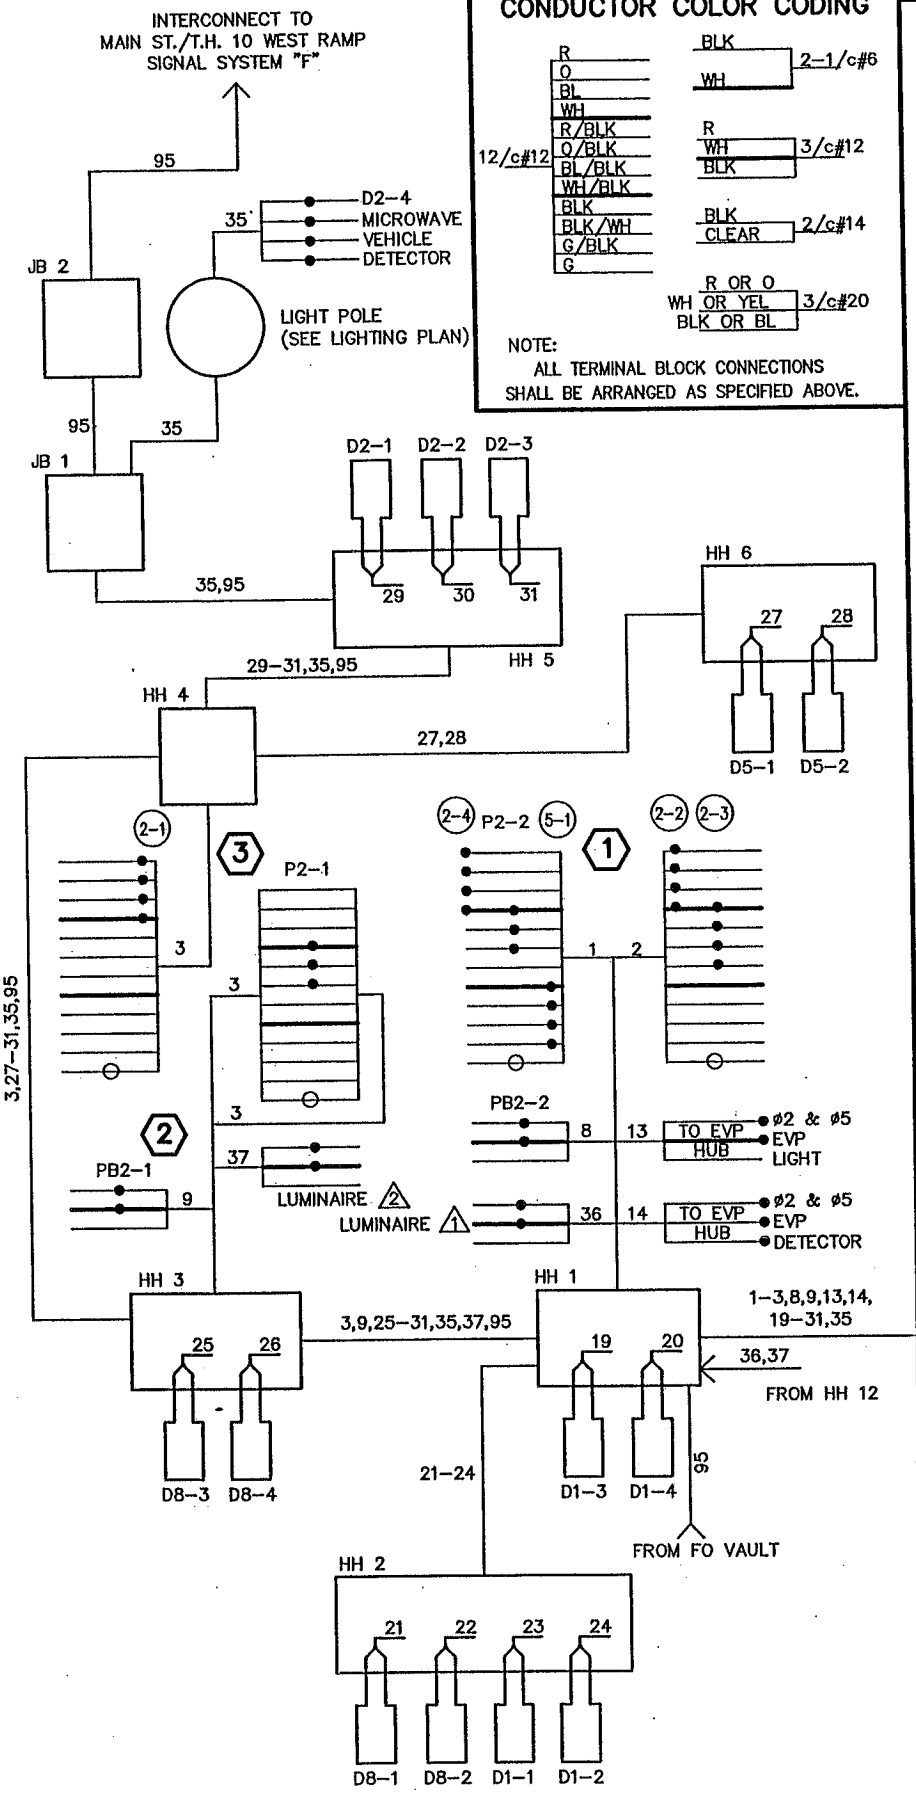 INTERCONNECT TO
MAIN ST./T.H. 10 WEST RAMP
SIGNAL SYSTEM "F"
95
CONDUCTOR COLOR CODING
R
O
BL
WH
R/BLK
O/BLK
BL/BLK
WH/BLK
BLK
BLK/WH
G/BLK
G
12/c#12
BLK
WH
2-1/c#6
R
WH
BLK
3/c#12
BLK
CLEAR
2/c#14
R OR O
WH OR YEL
BLK OR BL
3/c#20
NOTE:
ALL TERMINAL BLOCK CONNECTIONS
SHALL BE ARRANGED AS SPECIFIED ABOVE.
35
D2-4
MICROWAVE
VEHICLE
DETECTOR
JB 2
LIGHT POLE
(SEE LIGHTING PLAN)
95
35
JB 1
D2-1
D2-2
D2-3
29
30
31
35,95
HH 5
HH 6
27
28
D5-1
D5-2
29-31,35,95
HH 4
27,28
2-1
3
P2-1
3
3
3
2-4
P2-2
5-1
1
2-2
2-3
1
2
3,27-31,35,95
2
PB2-1
9
37
LUMINAIRE 2
PB2-2
8
13
TO EVP
HUB
ø2 & ø5
EVP
LIGHT
LUMINAIRE 1
36
14
TO EVP
HUB
ø2 & ø5
EVP
DETECTOR
HH 3
25
26
D8-3
D8-4
3,9,25-31,35,37,95
HH 1
19
20
D1-3
D1-4
1-3,8,9,13,14,
19-31,35
36,37
FROM HH 12
95
FROM FO VAULT
21-24
HH 2
21
22
23
24
D8-1
D8-2
D1-1
D1-2